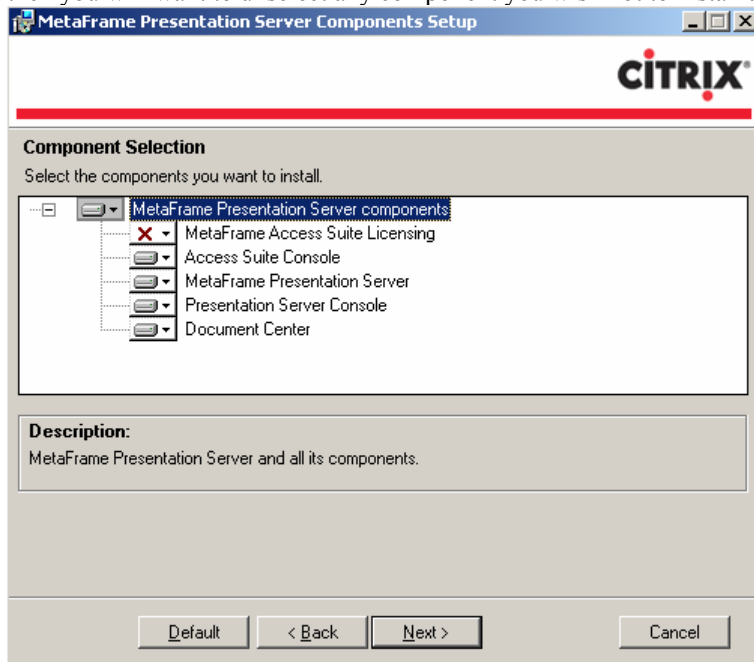 MetaFrame Presentation Server Components Setup
CITRIX
Component Selection
Select the components you want to install.
MetaFrame Presentation Server components
MetaFrame Access Suite Licensing
Access Suite Console
MetaFrame Presentation Server
Presentation Server Console
Document Center
Description:
MetaFrame Presentation Server and all its components.
Default
< Back
Next >
Cancel